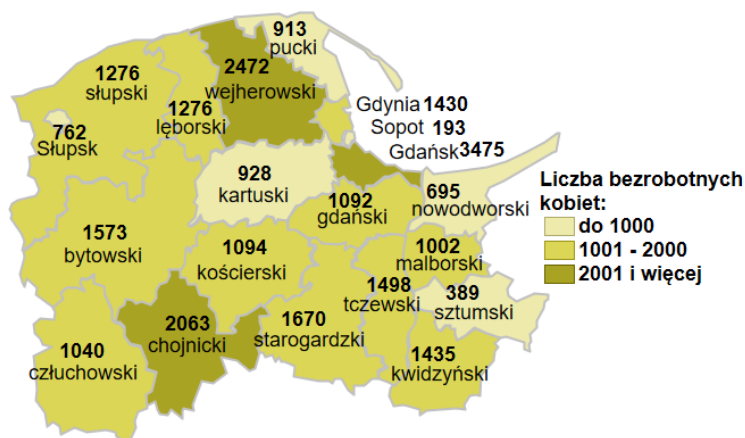 913
pucki
1276
słupski
2472
wejherowski
1276
lęborski
762
Słupsk
Gdynia 1430
Sopot 193
Gdańsk 3475
928
kartuski
1092
gdański
695
nowodworski
1573
bytowski
1094
kościerski
1002
malborski
1498
tczewski
389
sztumski
2063
chojnicki
1670
starogardzki
1040
człuchowski
1435
kwidzyński
Liczba bezrobotnych
kobiet:
do 1000
1001 - 2000
2001 i więcej